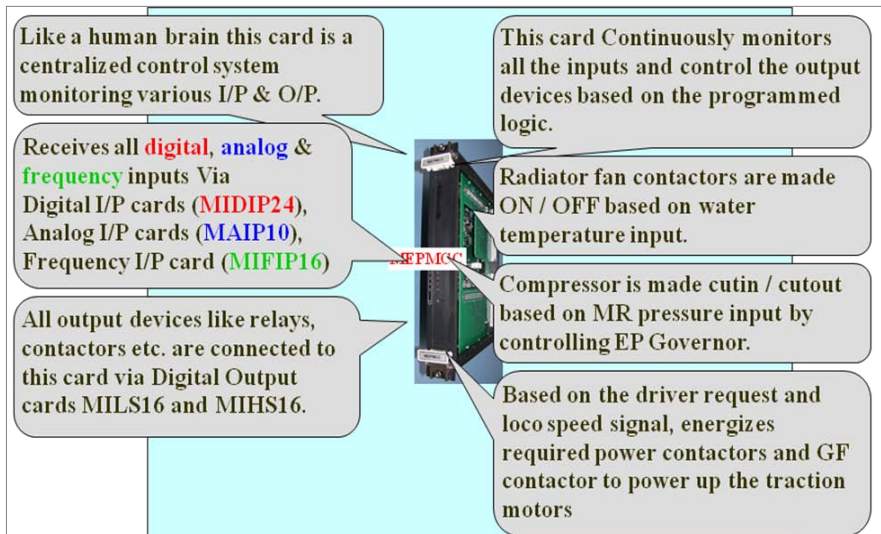 Like a human brain this card is a
centralized control system
monitoring various I/P & O/P.
Receives all digital, analog &
frequency inputs Via
Digital I/P cards (MIDIP24),
Analog I/P cards (MAIP10),
Frequency I/P card (MIFIP16)
All output devices like relays,
contactors etc. are connected to
this card via Digital Output
cards MILS16 and MIHS16.
MEPMCC
This card Continuously monitors
all the inputs and control the output
devices based on the programmed
logic.
Radiator fan contactors are made
ON / OFF based on water
temperature input.
Compressor is made cutin / cutout
based on MR pressure input by
controlling EP Governor.
Based on the driver request and
loco speed signal, energizes
required power contactors and GF
contactor to power up the traction
motors